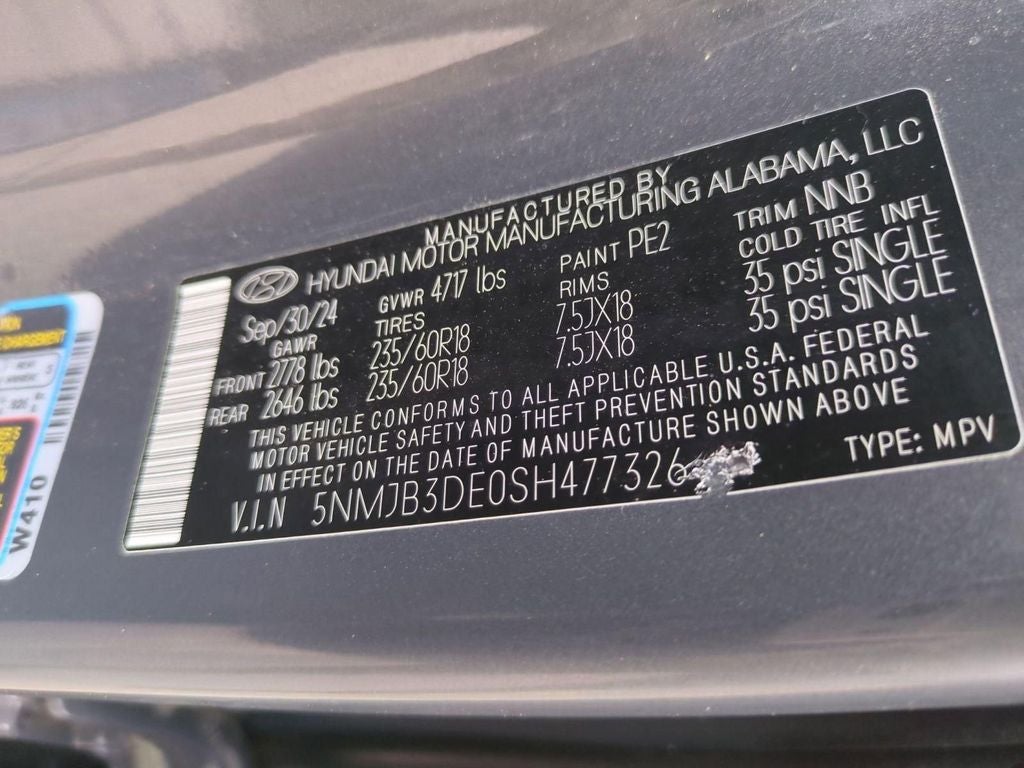 MANUFACTURED BY
HYUNDAI MOTOR MANUFACTURING ALABAMA, LLC
Sep/30/24 GVWR 4717 lbs PAINT PE2 TRIM NNB
GAWR TIRES RIMS COLD TIRE INFL
FRONT 2778 lbs 235/60R18 7.5JX18 35 psi SINGLE
REAR 2646 lbs 235/60R18 7.5JX18 35 psi SINGLE
THIS VEHICLE CONFORMS TO ALL APPLICABLE U.S.A. FEDERAL
MOTOR VEHICLE SAFETY AND THEFT PREVENTION STANDARDS
IN EFFECT ON THE DATE OF MANUFACTURE SHOWN ABOVE
V.I.N 5NMJB3DE0SH477326 TYPE: MPV
W410